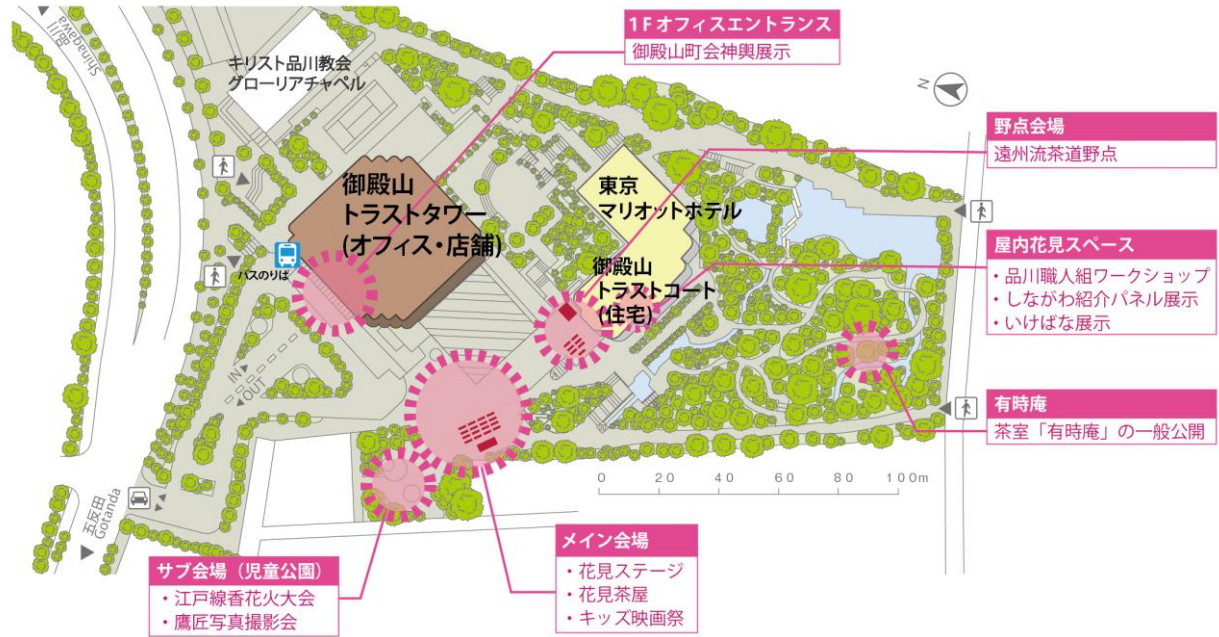 1Fオフィスエントランス
御殿山町会神輿展示
品川
Shinagawa
キリスト品川教会
グローリアチャペル
N
野点会場
遠州流茶道野点
御殿山
トラストタワー
(オフィス・店舗)
東京
マリオットホテル
バスのりば
御殿山
トラストコート
(住宅)
屋内花見スペース
・品川職人組ワークショップ
・しながわ紹介パネル展示
・いけばな展示
IN
OUT
有時庵
茶室「有時庵」の一般公開
0 20 40 60 80 100m
五反田
Gotanda
サブ会場（児童公園）
・江戸線香花火大会
・鷹匠写真撮影会
メイン会場
・花見ステージ
・花見茶屋
・キッズ映画祭